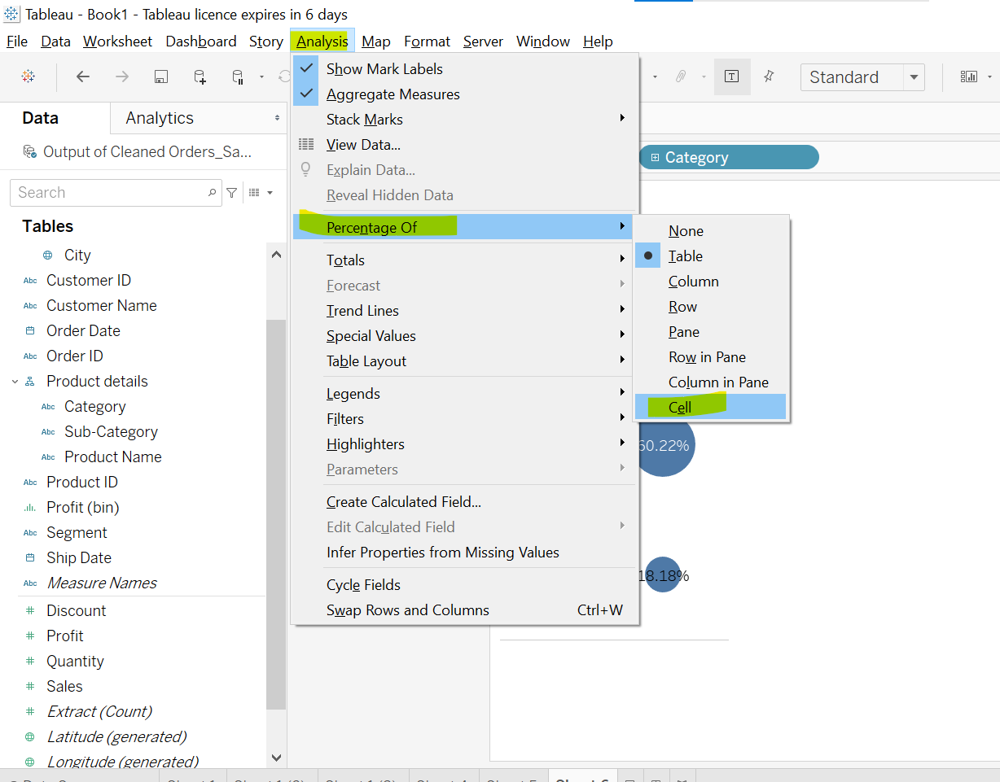 Tableau - Book1 - Tableau licence expires in 6 days
File Data Worksheet Dashboard Story Analysis Map Format Server Window Help
Standard
Data Analytics
Output of Cleaned Orders_Sa...
Search
Tables
City
Customer ID
Customer Name
Order Date
Order ID
Product details
Category
Sub-Category
Product Name
Product ID
Profit (bin)
Segment
Ship Date
Measure Names
Discount
Profit
Quantity
Sales
Extract (Count)
Latitude (generated)
Longitude (generated)
Show Mark Labels
Aggregate Measures
Stack Marks
View Data...
Explain Data...
Reveal Hidden Data
Percentage Of
Totals
Forecast
Trend Lines
Special Values
Table Layout
Legends
Filters
Highlighters
Parameters
Create Calculated Field...
Edit Calculated Field
Infer Properties from Missing Values
Cycle Fields
Swap Rows and Columns Ctrl+W
None
Table
Column
Row
Pane
Row in Pane
Column in Pane
Cell
Category
60.22%
18.18%